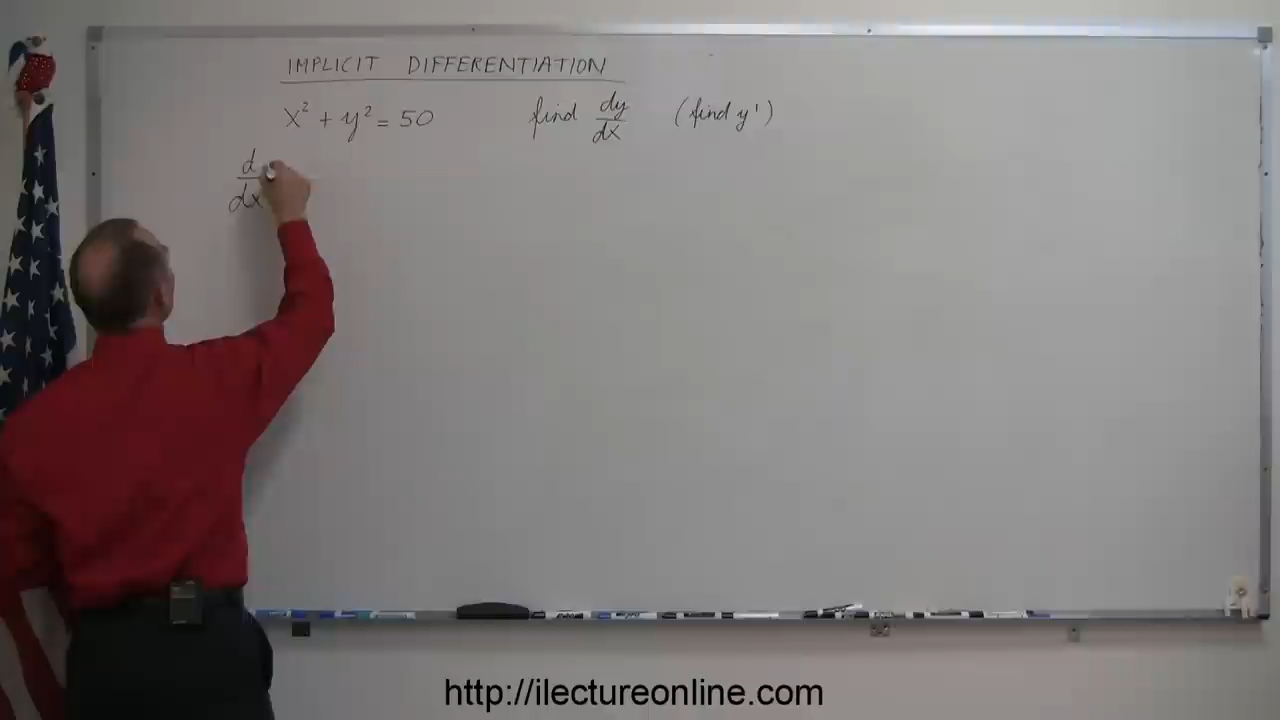 IMPLICIT DIFFERENTIATION
x² + y² = 50 find dy/dx (find y')
d/dx
http://ilectureonline.com